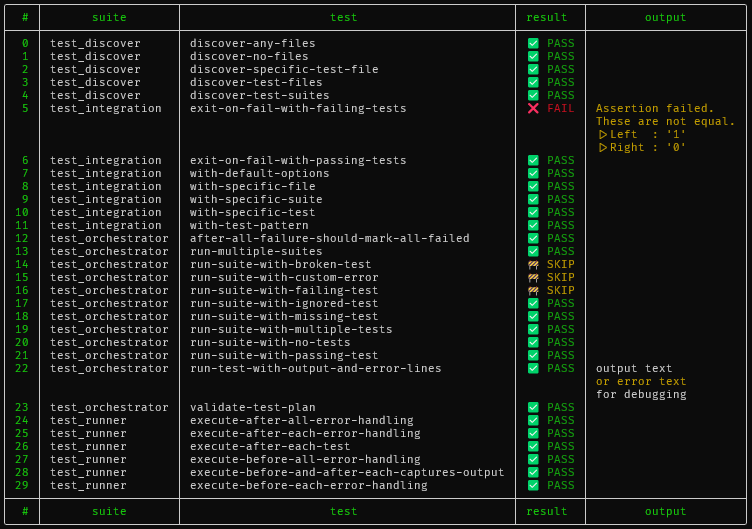 # suite test result output
0 test_discover discover-any-files ✅ PASS
1 test_discover discover-no-files ✅ PASS
2 test_discover discover-specific-test-file ✅ PASS
3 test_discover discover-test-files ✅ PASS
4 test_discover discover-test-suites ✅ PASS
5 test_integration exit-on-fail-with-failing-tests ❌ FAIL Assertion failed.
These are not equal.
▷Left  : '1'
▷Right : '0'
6 test_integration exit-on-fail-with-passing-tests ✅ PASS
7 test_integration with-default-options ✅ PASS
8 test_integration with-specific-file ✅ PASS
9 test_integration with-specific-suite ✅ PASS
10 test_integration with-specific-test ✅ PASS
11 test_integration with-test-pattern ✅ PASS
12 test_orchestrator after-all-failure-should-mark-all-failed ✅ PASS
13 test_orchestrator run-multiple-suites ✅ PASS
14 test_orchestrator run-suite-with-broken-test 🚧 SKIP
15 test_orchestrator run-suite-with-custom-error 🚧 SKIP
16 test_orchestrator run-suite-with-failing-test 🚧 SKIP
17 test_orchestrator run-suite-with-ignored-test ✅ PASS
18 test_orchestrator run-suite-with-missing-test ✅ PASS
19 test_orchestrator run-suite-with-multiple-tests ✅ PASS
20 test_orchestrator run-suite-with-no-tests ✅ PASS
21 test_orchestrator run-suite-with-passing-test ✅ PASS
22 test_orchestrator run-test-with-output-and-error-lines ✅ PASS output text
or error text
for debugging
23 test_orchestrator validate-test-plan ✅ PASS
24 test_runner execute-after-all-error-handling ✅ PASS
25 test_runner execute-after-each-error-handling ✅ PASS
26 test_runner execute-after-each-test ✅ PASS
27 test_runner execute-before-all-error-handling ✅ PASS
28 test_runner execute-before-and-after-each-captures-output ✅ PASS
29 test_runner execute-before-each-error-handling ✅ PASS
# suite test result output